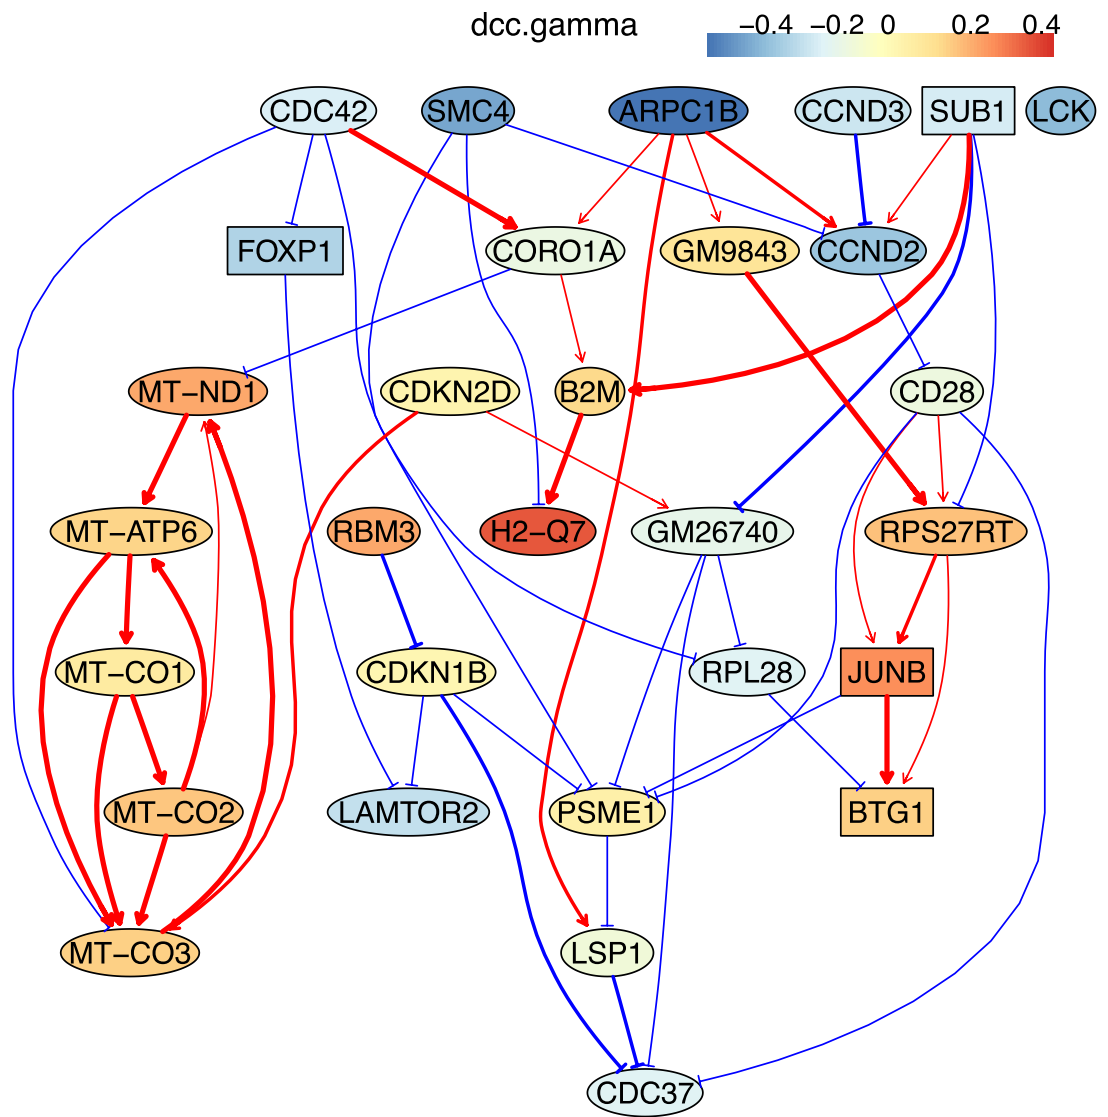 dcc.gamma
−0.4 −0.2 0 0.2 0.4
CDC42 SMC4 ARPC1B CCND3 SUB1 LCK
FOXP1 CORO1A GM9843 CCND2
MT−ND1 CDKN2D B2M CD28
MT−ATP6 RBM3 H2−Q7 GM26740 RPS27RT
MT−CO1 CDKN1B RPL28 JUNB
MT−CO2 LAMTOR2 PSME1 BTG1
MT−CO3 LSP1
CDC37